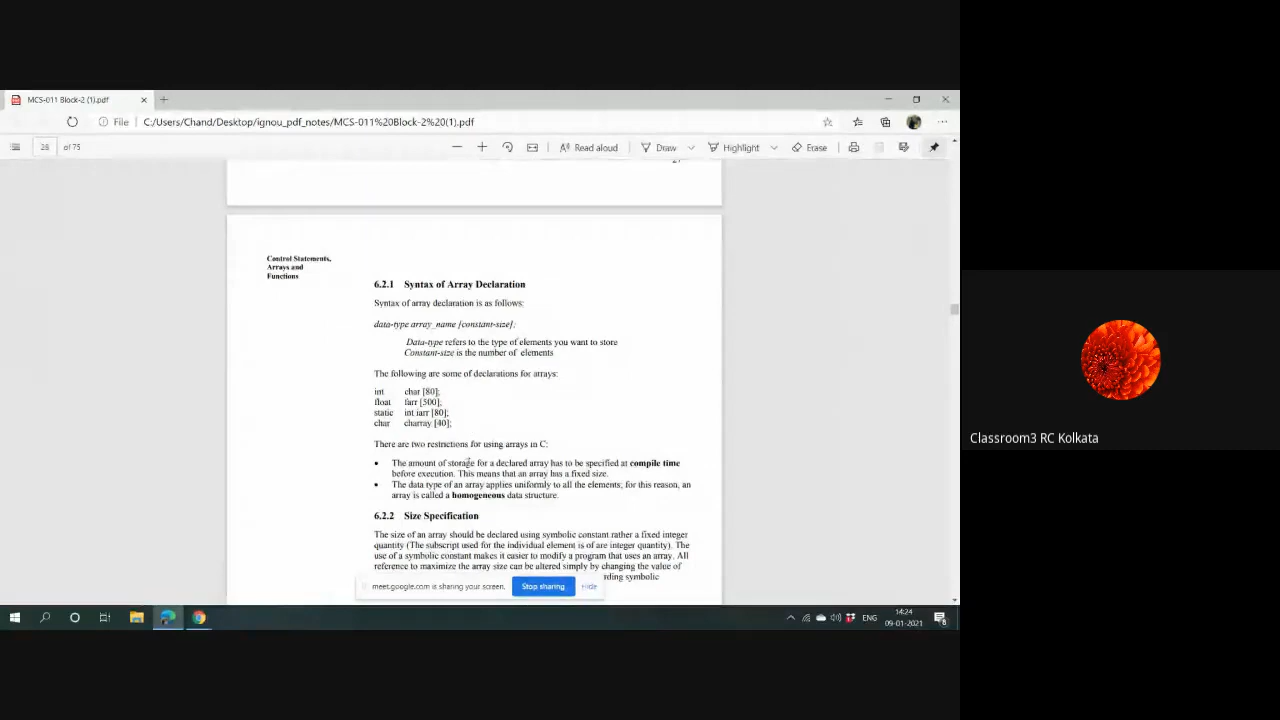 MCS-011 Block-2 (1).pdf
File C:/Users/Chand/Desktop/ignou_pdf_notes/MCS-011%20Block-2%20(1).pdf
28 of 75 Read aloud Draw Highlight Erase
Control Statements,
Arrays and
Functions
6.2.1 Syntax of Array Declaration
Syntax of array declaration is as follows:
data-type array_name [constant-size];
Data-type refers to the type of elements you want to store
Constant-size is the number of elements
The following are some of declarations for arrays:
int char [80];
float farr [500];
static int iarr [80];
char charray [40];
There are two restrictions for using arrays in C:
• The amount of storage for a declared array has to be specified at compile time
before execution. This means that an array has a fixed size.
• The data type of an array applies uniformly to all the elements; for this reason, an
array is called a homogeneous data structure.
6.2.2 Size Specification
The size of an array should be declared using symbolic constant rather a fixed integer
quantity (The subscript used for the individual element is of are integer quantity). The
use of a symbolic constant makes it easier to modify a program that uses an array. All
reference to maximize the array size can be altered simply by changing the value of
rding symbolic
meet.google.com is sharing your screen. Stop sharing Hide
ENG
14:24
09-01-2021
Classroom3 RC Kolkata